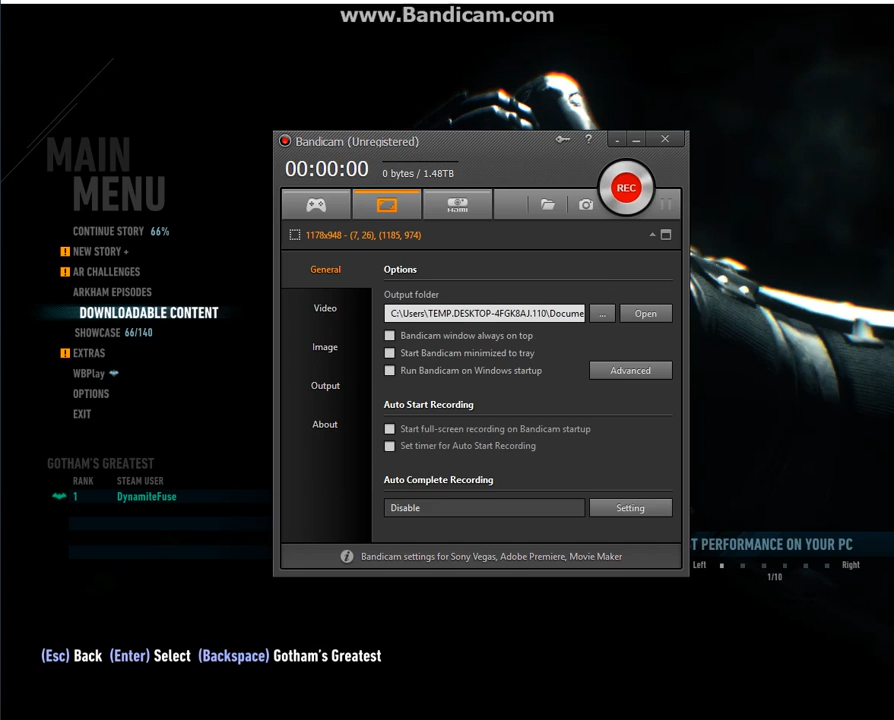 www.Bandicam.com
MAIN
MENU
CONTINUE STORY 66%
! NEW STORY +
! AR CHALLENGES
ARKHAM EPISODES
DOWNLOADABLE CONTENT
SHOWCASE 66/140
! EXTRAS
WBPlay
OPTIONS
EXIT
GOTHAM'S GREATEST
RANK STEAM USER
1 DynamiteFuse
Bandicam (Unregistered)
?
00:00:00
0 bytes / 1.48TB
REC
HDMI
1178x948 - (7, 26), (1185, 974)
General
Video
Image
Output
About
Options
Output folder
C:\Users\TEMP.DESKTOP-4FGK8AJ.110\Docume
... Open
Bandicam window always on top
Start Bandicam minimized to tray
Run Bandicam on Windows startup
Advanced
Auto Start Recording
Start full-screen recording on Bandicam startup
Set timer for Auto Start Recording
Auto Complete Recording
Disable Setting
Bandicam settings for Sony Vegas, Adobe Premiere, Movie Maker
T PERFORMANCE ON YOUR PC
Left Right
1/10
(Esc) Back (Enter) Select (Backspace) Gotham's Greatest